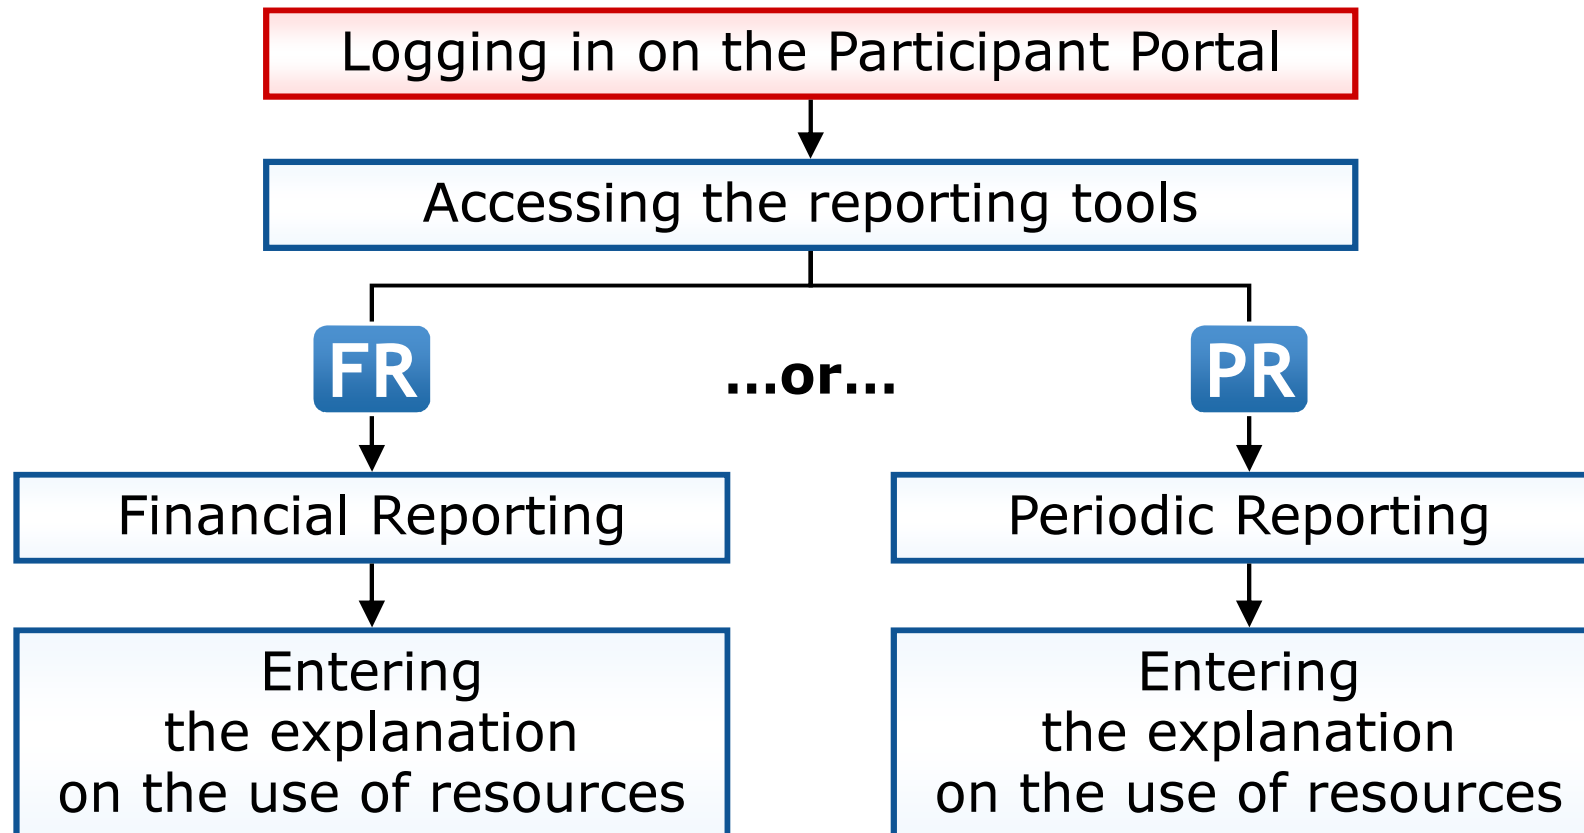 Logging in on the Participant Portal
Accessing the reporting tools
FR
...or...
PR
Financial Reporting
Periodic Reporting
Entering
the explanation
on the use of resources
Entering
the explanation
on the use of resources